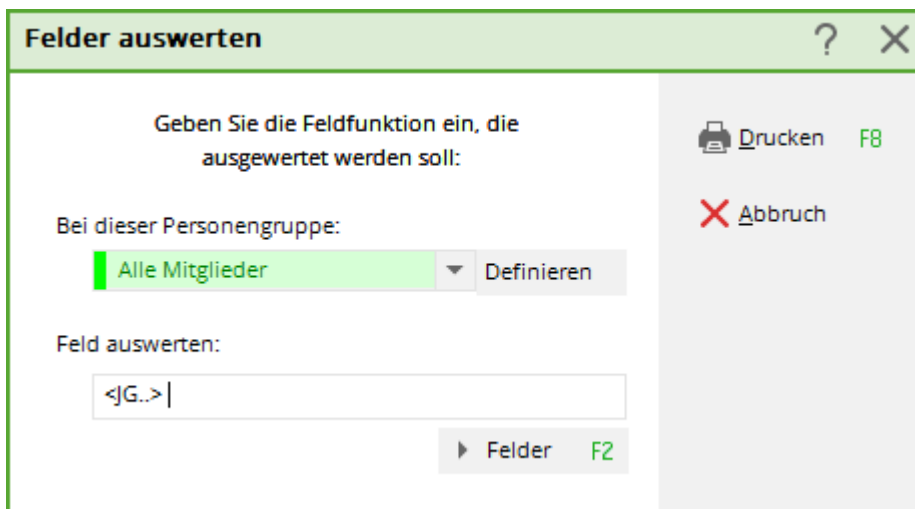 Felder auswerten
?
Geben Sie die Feldfunktion ein, die
ausgewertet werden soll:
Drucken F8
Abbruch
Bei dieser Personengruppe:
Alle Mitglieder
Definieren
Feld auswerten:
<JG..>
Felder F2